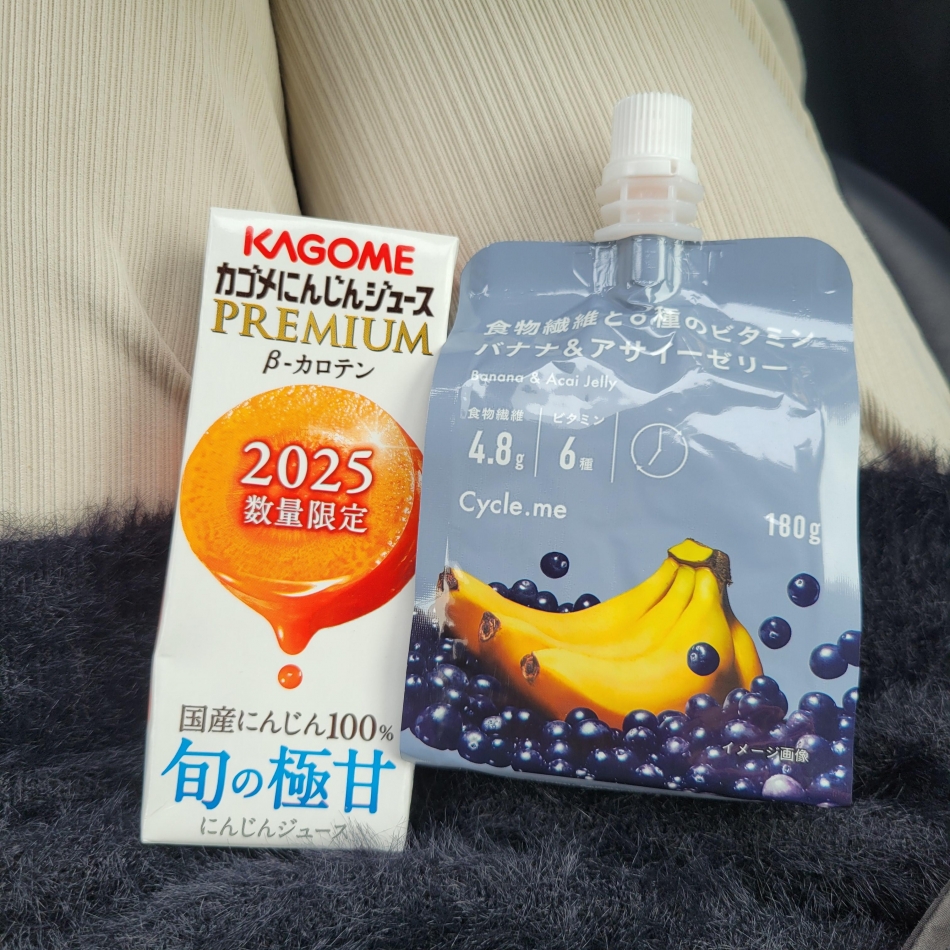 KAGOME
カゴメにんじんジュース
PREMIUM
β-カロテン
2025
数量限定
国産にんじん100%
旬の極甘
にんじんジュース
食物繊維と6種のビタミン
バナナ&アサイーゼリー
Banana & Acai Jelly
食物繊維
4.8g
ビタミン
6種
Cycle.me
180g
イメージ画像